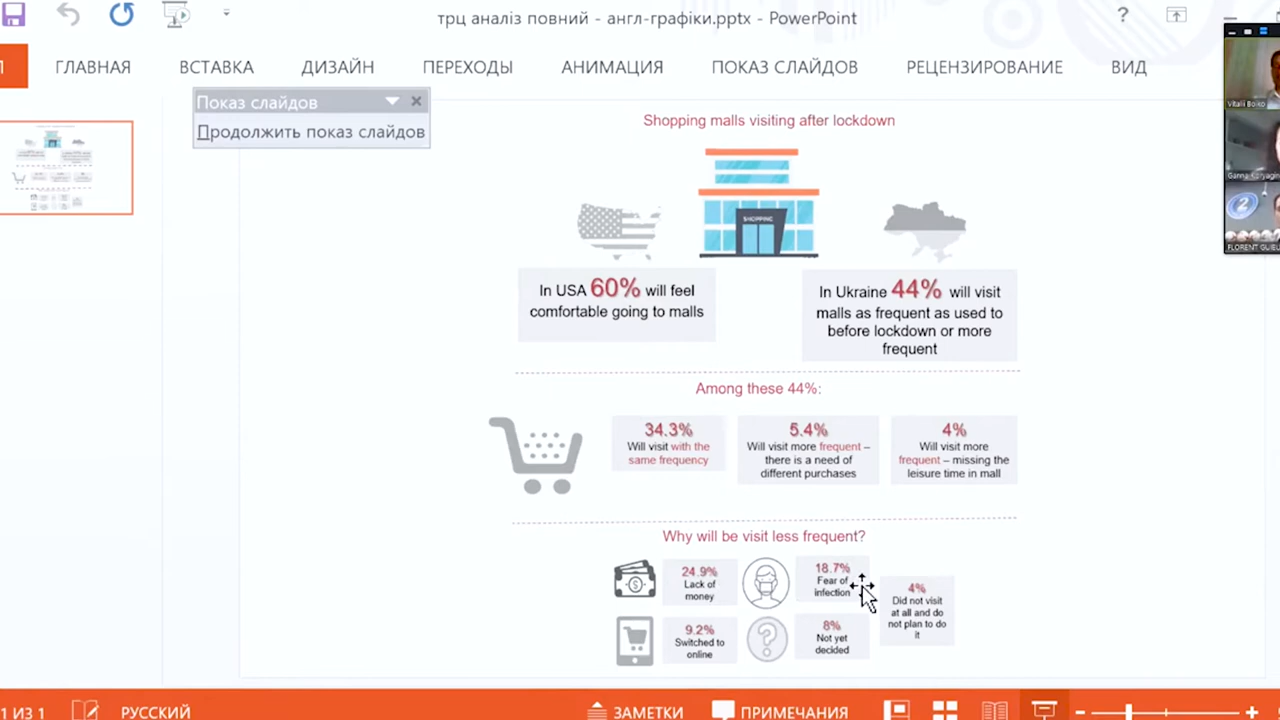 трц аналіз повний - англ-графіки.pptx - PowerPoint
?
ГЛАВНАЯ ВСТАВКА ДИЗАЙН ПЕРЕХОДЫ АНИМАЦИЯ ПОКАЗ СЛАЙДОВ РЕЦЕНЗИРОВАНИЕ ВИД
Показ слайдов
Продолжить показ слайдов
Shopping malls visiting after lockdown
SHOPPING
In USA 60% will feel
comfortable going to malls
In Ukraine 44% will visit
malls as frequent as used to
before lockdown or more
frequent
Among these 44%:
34.3%
Will visit with the
same frequency
5.4%
Will visit more frequent –
there is a need of
different purchases
4%
Will visit more
frequent – missing the
leisure time in mall
Why will be visit less frequent?
24.9%
Lack of
money
18.7%
Fear of
infection
9.2%
Switched to
online
8%
Not yet
decided
4%
Did not visit
at all and do
not plan to do
it
Vitalii Boiko
2
1 ИЗ 1 РУССКИЙ ЗАМЕТКИ ПРИМЕЧАНИЯ